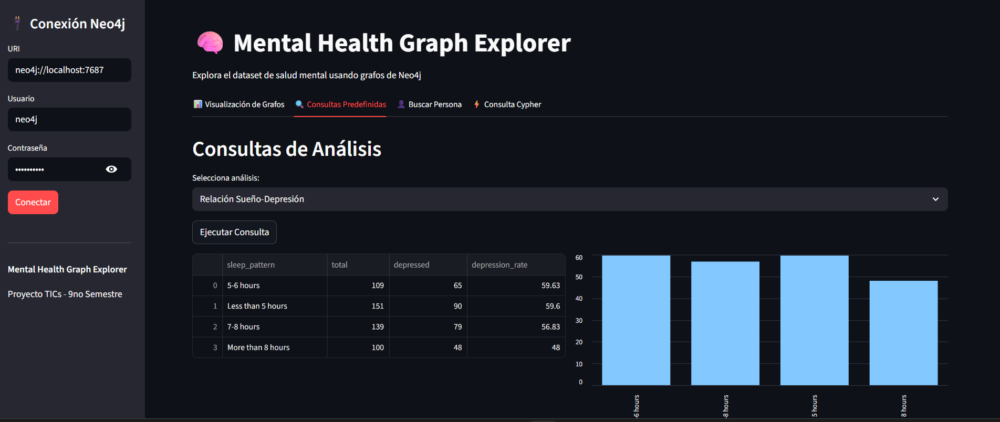 Conexión Neo4j
URI
neo4j://localhost:7687
Usuario
neo4j
Contraseña
••••••••••
Conectar
Mental Health Graph Explorer
Proyecto TICs - 9no Semestre
Mental Health Graph Explorer
Explora el dataset de salud mental usando grafos de Neo4j
Visualización de Grafos Consultas Predefinidas Buscar Persona Consulta Cypher
Consultas de Análisis
Selecciona análisis:
Relación Sueño-Depresión
Ejecutar Consulta
sleep_pattern total depressed depression_rate
0 5-6 hours 109 65 59.63
1 Less than 5 hours 151 90 59.6
2 7-8 hours 139 79 56.83
3 More than 8 hours 100 48 48
60
50
40
30
20
10
0
-6 hours
-8 hours
5 hours
8 hours